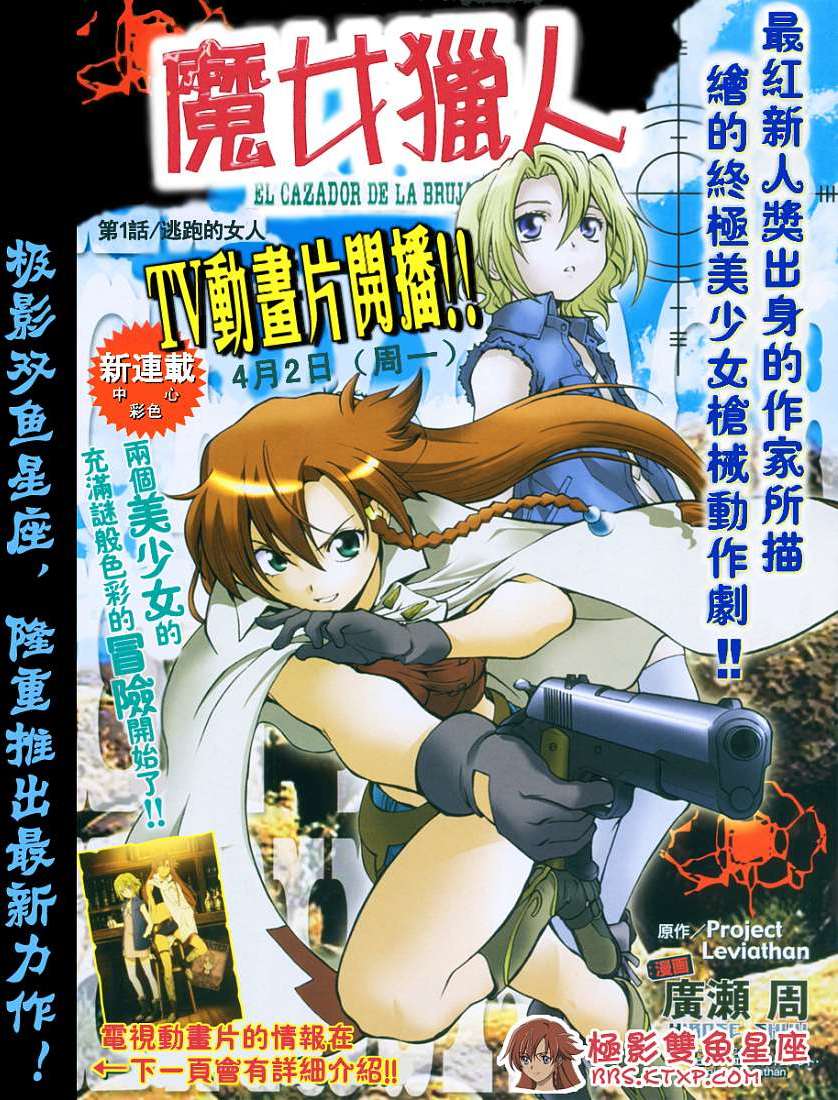 魔女獵人
EL CAZADOR DE LA BRUJA
第1話/逃跑的女人
TV動畫片開播!!
4月2日(周一)
新連載
中心
彩色
最紅新人獎出身的作家所描
繪的終極美少女槍械動作劇!!
兩個美少女的
充滿謎般色彩的冒險開始了!!
极影双鱼星座，隆重推出最新力作！
原作/Project
Leviathan
漫画
廣瀬 周
電視動畫片的情報在
←下一頁會有詳細介紹!!
極影雙魚星座
BBS.KTXP.COM